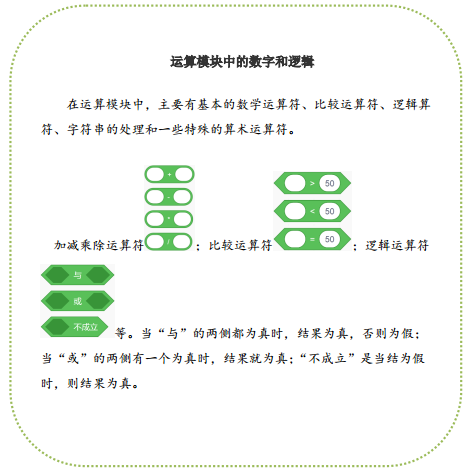 运算模块中的数字和逻辑
在运算模块中，主要有基本的数学运算符、比较运算符、逻辑算
符、字符串的处理和一些特殊的算术运算符。
+
-
*
/
> 50
< 50
= 50
加减乘除运算符；比较运算符；逻辑运算符
与
或
不成立
等。当“与”的两侧都为真时，结果为真，否则为假；
当“或”的两侧有一个为真时，结果就为真；“不成立”是当结为假
时，则结果为真。